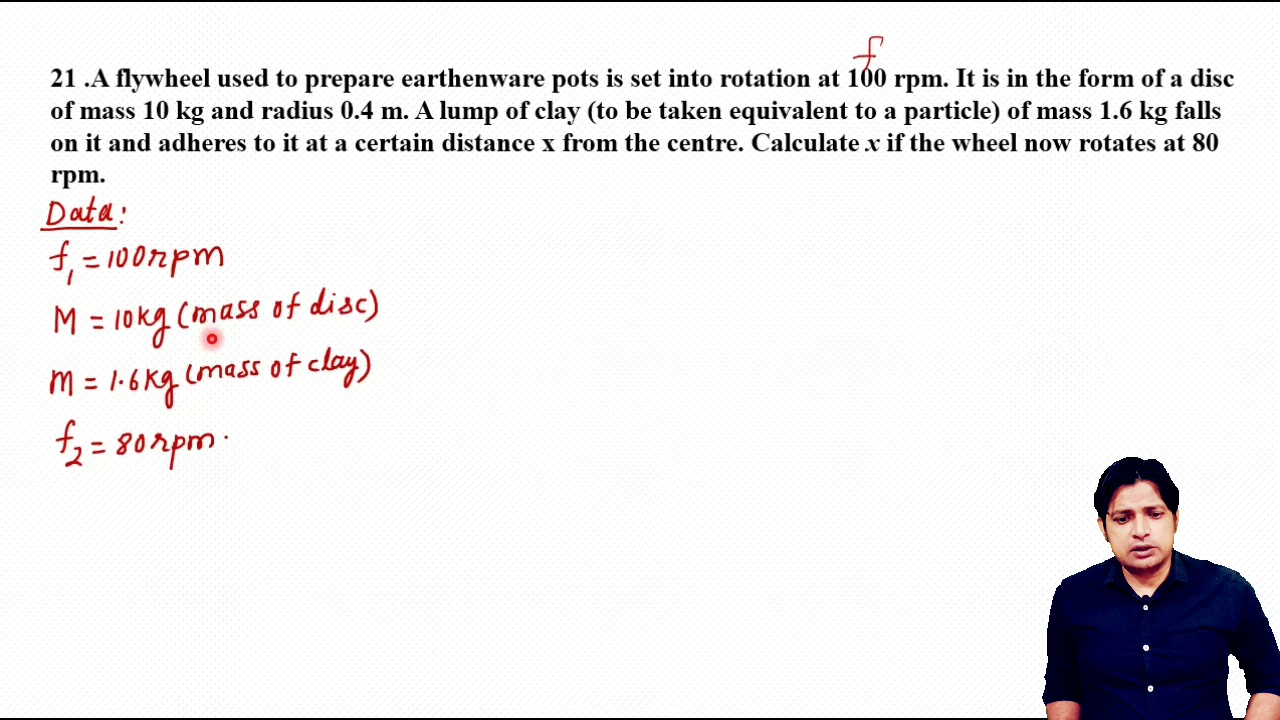 f
21 .A flywheel used to prepare earthenware pots is set into rotation at 100 rpm. It is in the form of a disc
of mass 10 kg and radius 0.4 m. A lump of clay (to be taken equivalent to a particle) of mass 1.6 kg falls
on it and adheres to it at a certain distance x from the centre. Calculate x if the wheel now rotates at 80
rpm.
Data:
f₁ = 100rpm
M = 10kg (mass of disc)
m = 1.6kg (mass of clay)
f₂ = 80rpm.